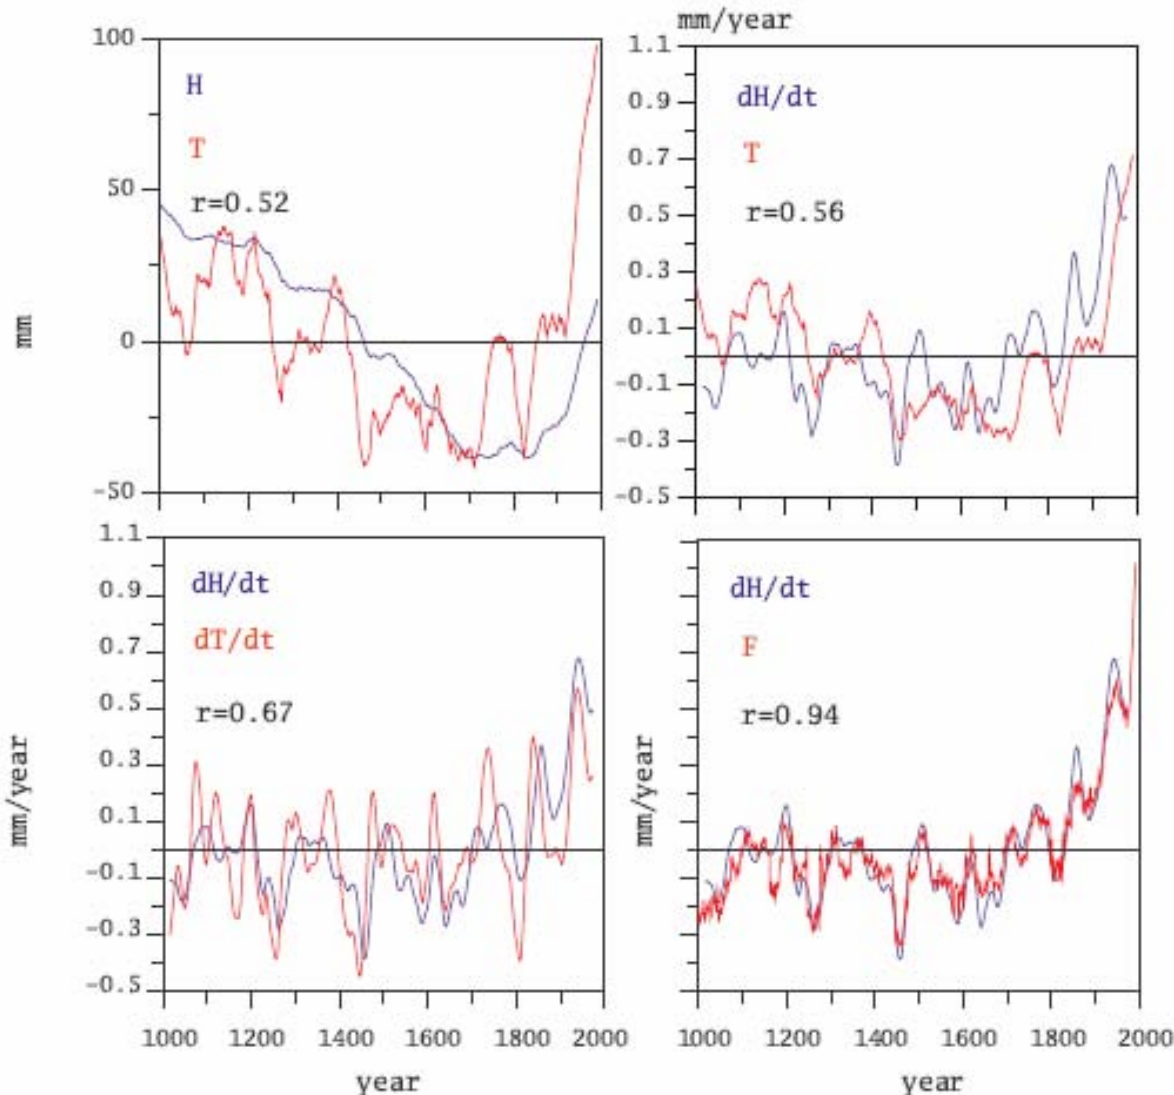 mm/year
100
50
0
-50
mm
H
T
r=0.52
1.1
0.9
0.7
0.5
0.3
0.1
-0.1
-0.3
-0.5
dH/dt
T
r=0.56
1.1
0.9
0.7
0.5
0.3
0.1
-0.1
-0.3
-0.5
mm/year
dH/dt
dT/dt
r=0.67
1000 1200 1400 1600 1800 2000
year
mm/year
dH/dt
F
r=0.94
1000 1200 1400 1600 1800 2000
year